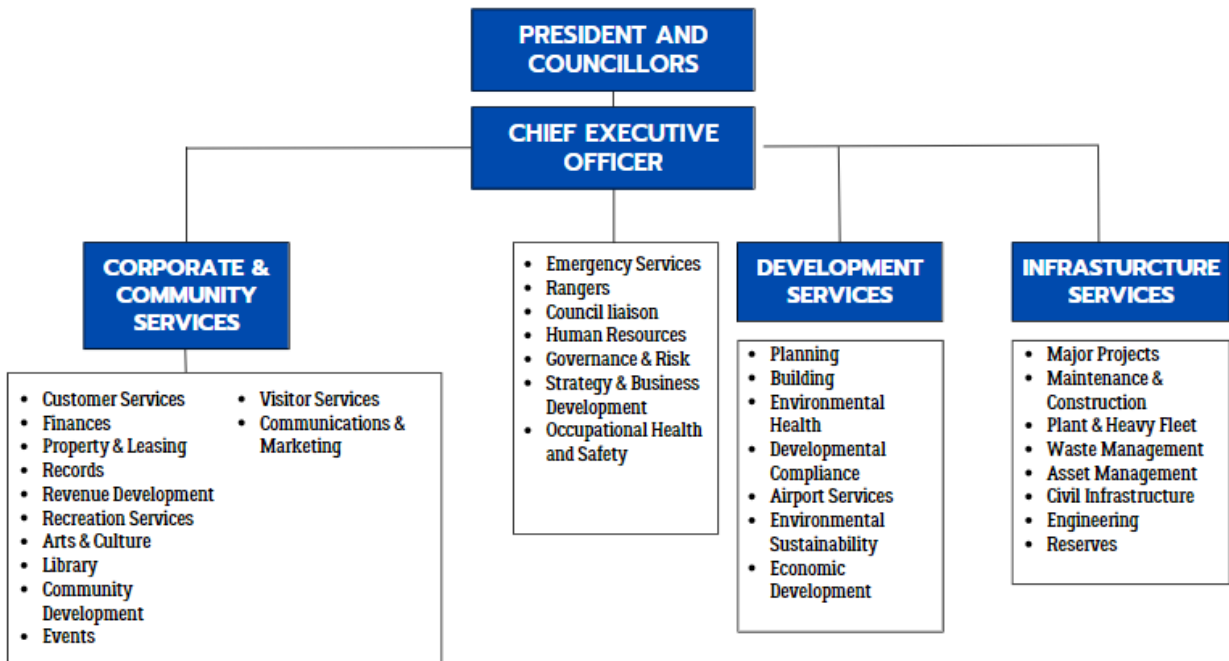 PRESIDENT AND
COUNCILLORS
CHIEF EXECUTIVE
OFFICER
CORPORATE &
COMMUNITY
SERVICES
• Customer Services
• Finances
• Property & Leasing
• Records
• Revenue Development
• Recreation Services
• Arts & Culture
• Library
• Community
Development
• Events
• Visitor Services
• Communications &
Marketing
• Emergency Services
• Rangers
• Council liaison
• Human Resources
• Governance & Risk
• Strategy & Business
Development
• Occupational Health
and Safety
DEVELOPMENT
SERVICES
• Planning
• Building
• Environmental
Health
• Developmental
Compliance
• Airport Services
• Environmental
Sustainability
• Economic
Development
INFRASTURCTURE
SERVICES
• Major Projects
• Maintenance &
Construction
• Plant & Heavy Fleet
• Waste Management
• Asset Management
• Civil Infrastructure
• Engineering
• Reserves